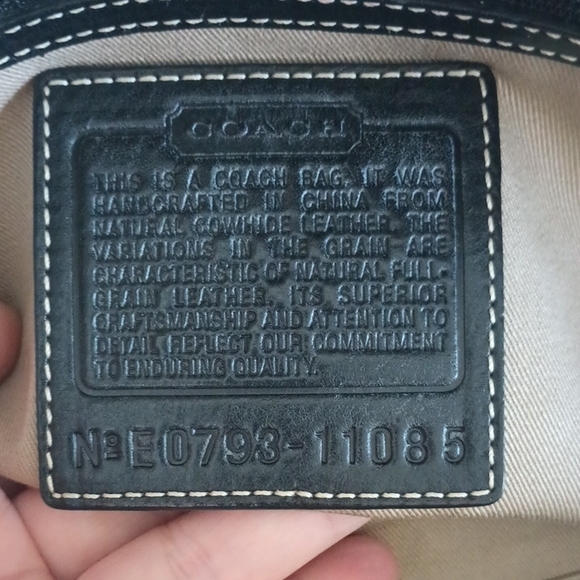 COACH
THIS IS A COACH BAG. IT WAS
HANDCRAFTED IN CHINA FROM
NATURAL COWHIDE LEATHER. THE
VARIATIONS IN THE GRAIN ARE
CHARACTERISTIC OF NATURAL FULL-
GRAIN LEATHER. ITS SUPERIOR
CRAFTSMANSHIP AND ATTENTION TO
DETAIL REFLECT OUR COMMITMENT
TO ENDURING QUALITY.
Nº E0793-11085